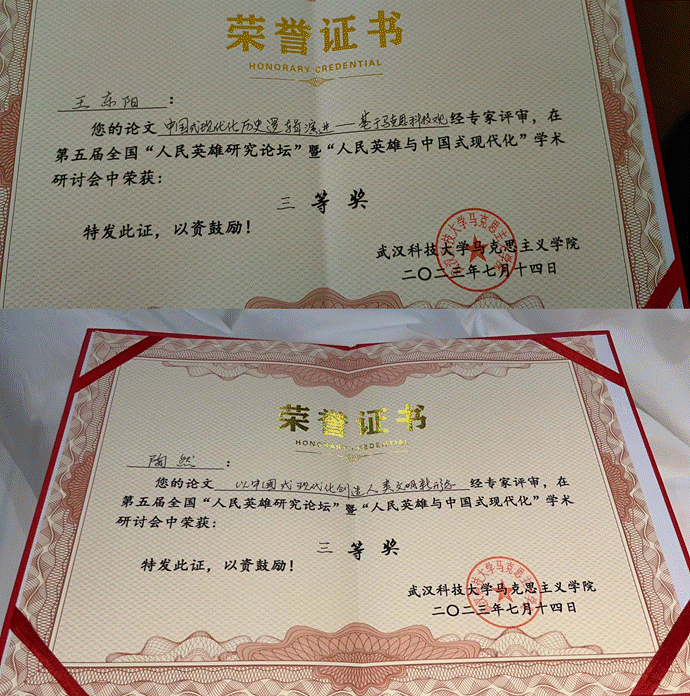 荣誉证书
HONORARY CREDENTIAL
王东阳：
您的论文 中国式现代化历史逻辑演进——基于马克思科技观 经专家评审，在
第五届全国“人民英雄研究论坛”暨“人民英雄与中国式现代化”学术
研讨会中荣获：
三等奖
特发此证，以资鼓励！
武汉科技大学马克思主义学院
二〇二三年七月十四日
荣誉证书
HONORARY CREDENTIAL
陶然：
您的论文 以中国式现代化创造人类文明新形态 经专家评审，在
第五届全国“人民英雄研究论坛”暨“人民英雄与中国式现代化”学术
研讨会中荣获：
三等奖
特发此证，以资鼓励！
武汉科技大学马克思主义学院
二〇二三年七月十四日